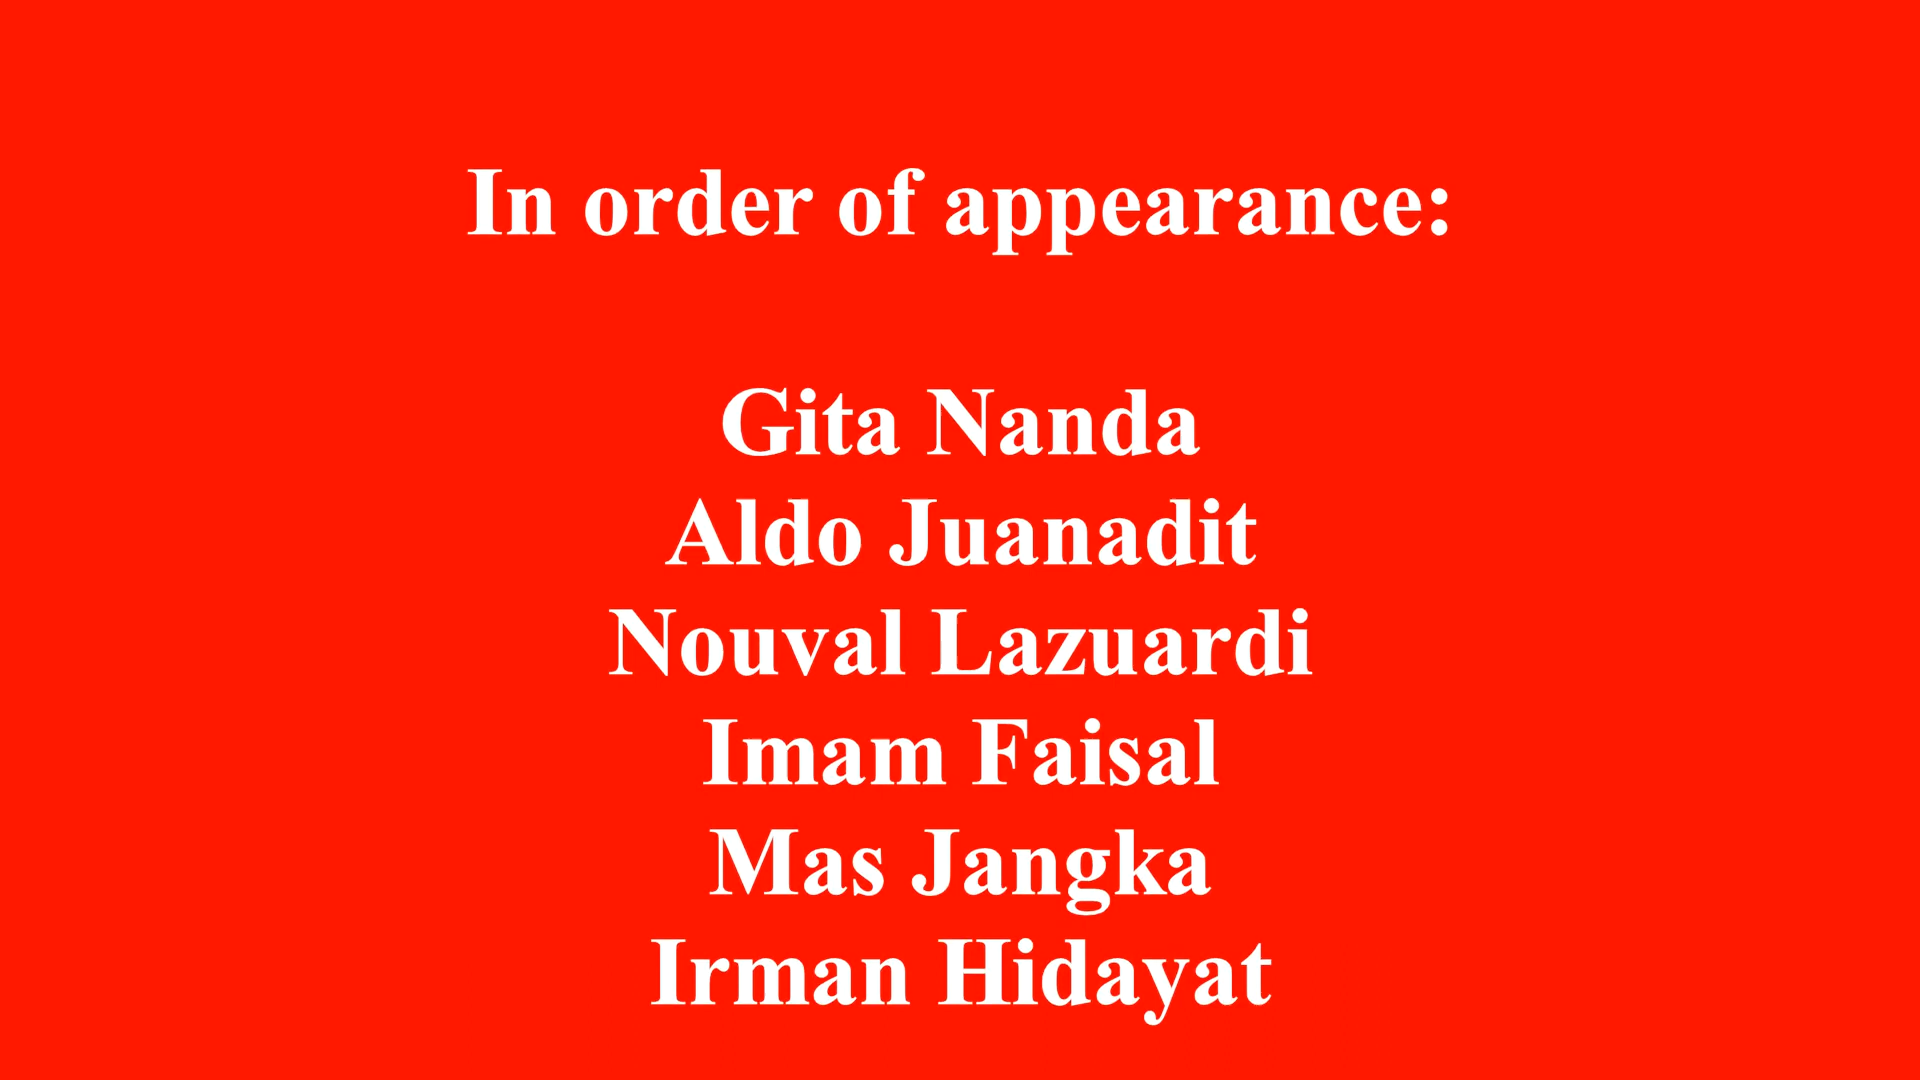 In order of appearance:
Gita Nanda
Aldo Juanadit
Nouval Lazuardi
Imam Faisal
Mas Jangka
Irman Hidayat